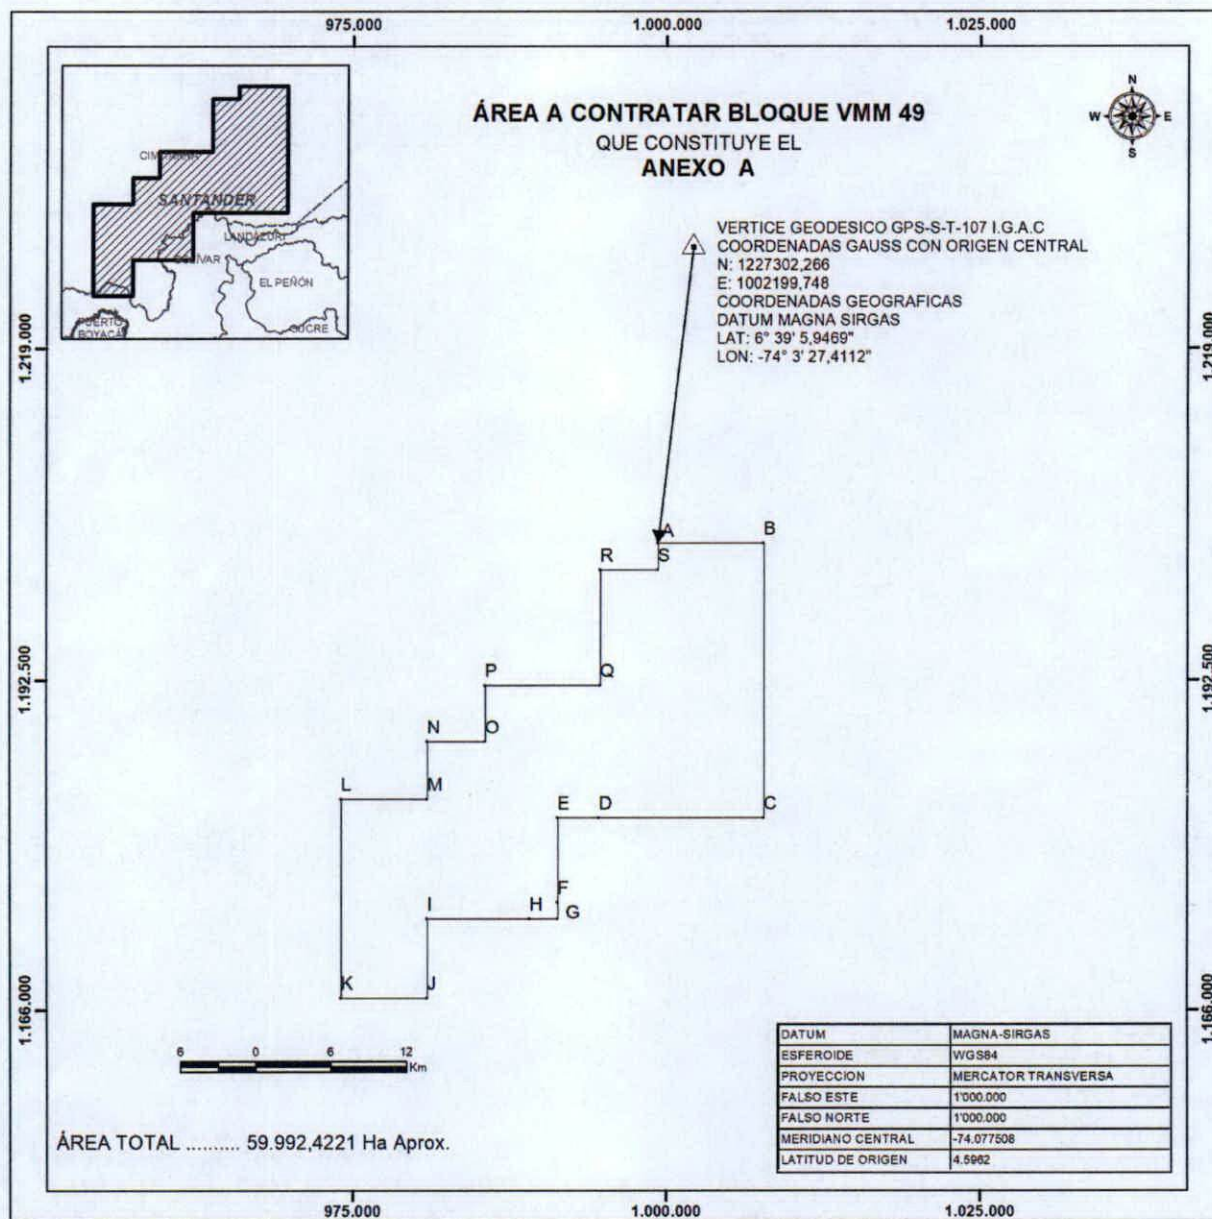 975.000
1.000.000
1.025.000
ÁREA A CONTRATAR BLOQUE VMM 49
QUE CONSTITUYE EL
ANEXO A
N
W
E
S
SANTANDER
EL PEÑÓN
SUCRE
PUERTO
BOYACÁ
VERTICE GEODESICO GPS-S-T-107 I.G.A.C
COORDENADAS GAUSS CON ORIGEN CENTRAL
N: 1227302,266
E: 1002199,748
COORDENADAS GEOGRAFICAS
DATUM MAGNA SIRGAS
LAT: 6° 39' 5,9469"
LON: -74° 3' 27,4112"
1.219.000
1.219.000
A
B
R
S
1.192.500
1.192.500
P
Q
N
O
L
M
E
D
C
F
I
H
G
K
J
1.166.000
1.166.000
6 0 6 12
Km
DATUM MAGNA-SIRGAS
ESFEROIDE WGS84
PROYECCION MERCATOR TRANSVERSA
FALSO ESTE 1'000.000
FALSO NORTE 1'000.000
MERIDIANO CENTRAL -74.077508
LATITUD DE ORIGEN 4.5962
ÁREA TOTAL ......... 59.992,4221 Ha Aprox.
975.000
1.000.000
1.025.000